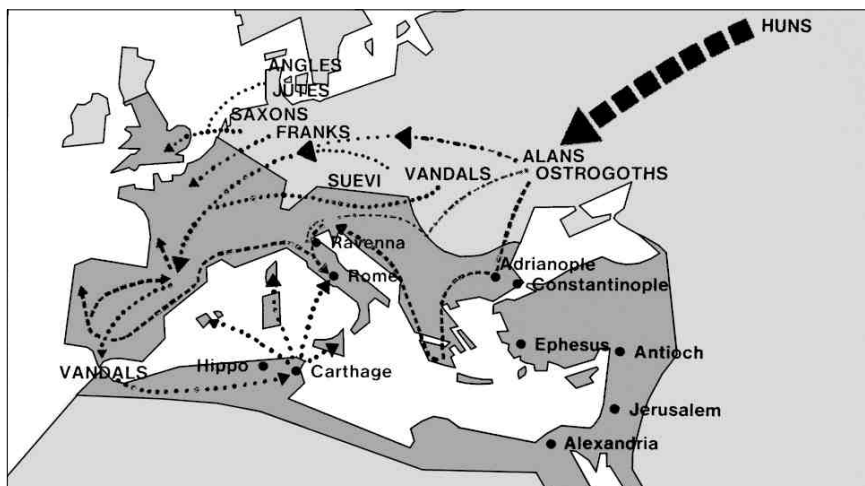 HUNS
ANGLES
JUTES
SAXONS
FRANKS
ALANS
OSTROGOTHS
SUEVI
VANDALS
Ravenna
Rome
Adrianople
Constantinople
Ephesus
Antioch
VANDALS
Hippo
Carthage
Jerusalem
Alexandria